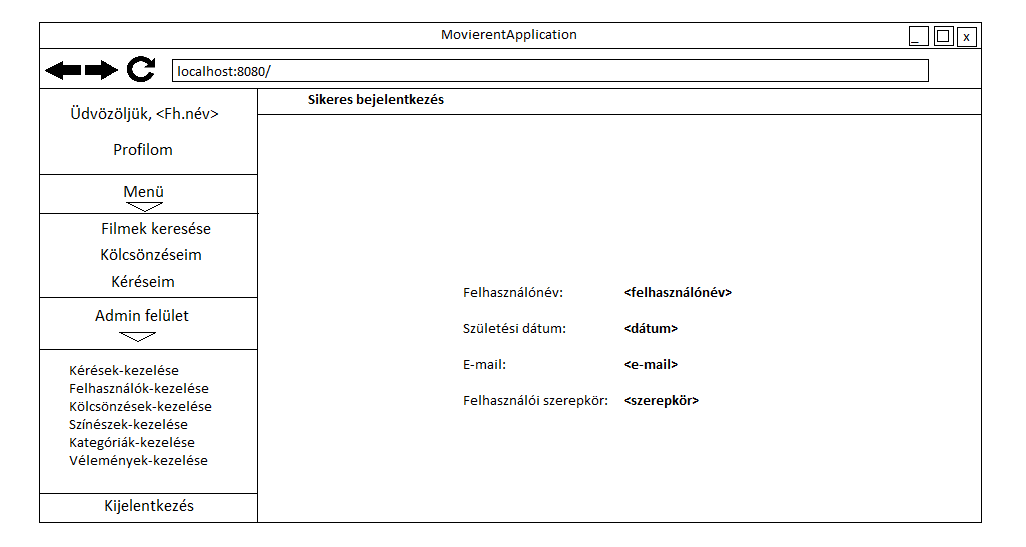 MovierentApplication
_ x
localhost:8080/
Üdvözöljük, <Fh.név>
Profilom
Menü
Filmek keresése
Kölcsönzéseim
Kéréseim
Admin felület
Kérések-kezelése
Felhasználók-kezelése
Kölcsönzések-kezelése
Színészek-kezelése
Kategóriák-kezelése
Vélemények-kezelése
Kijelentkezés
Sikeres bejelentkezés
Felhasználónév: <felhasználónév>
Születési dátum: <dátum>
E-mail: <e-mail>
Felhasználói szerepkör: <szerepkör>